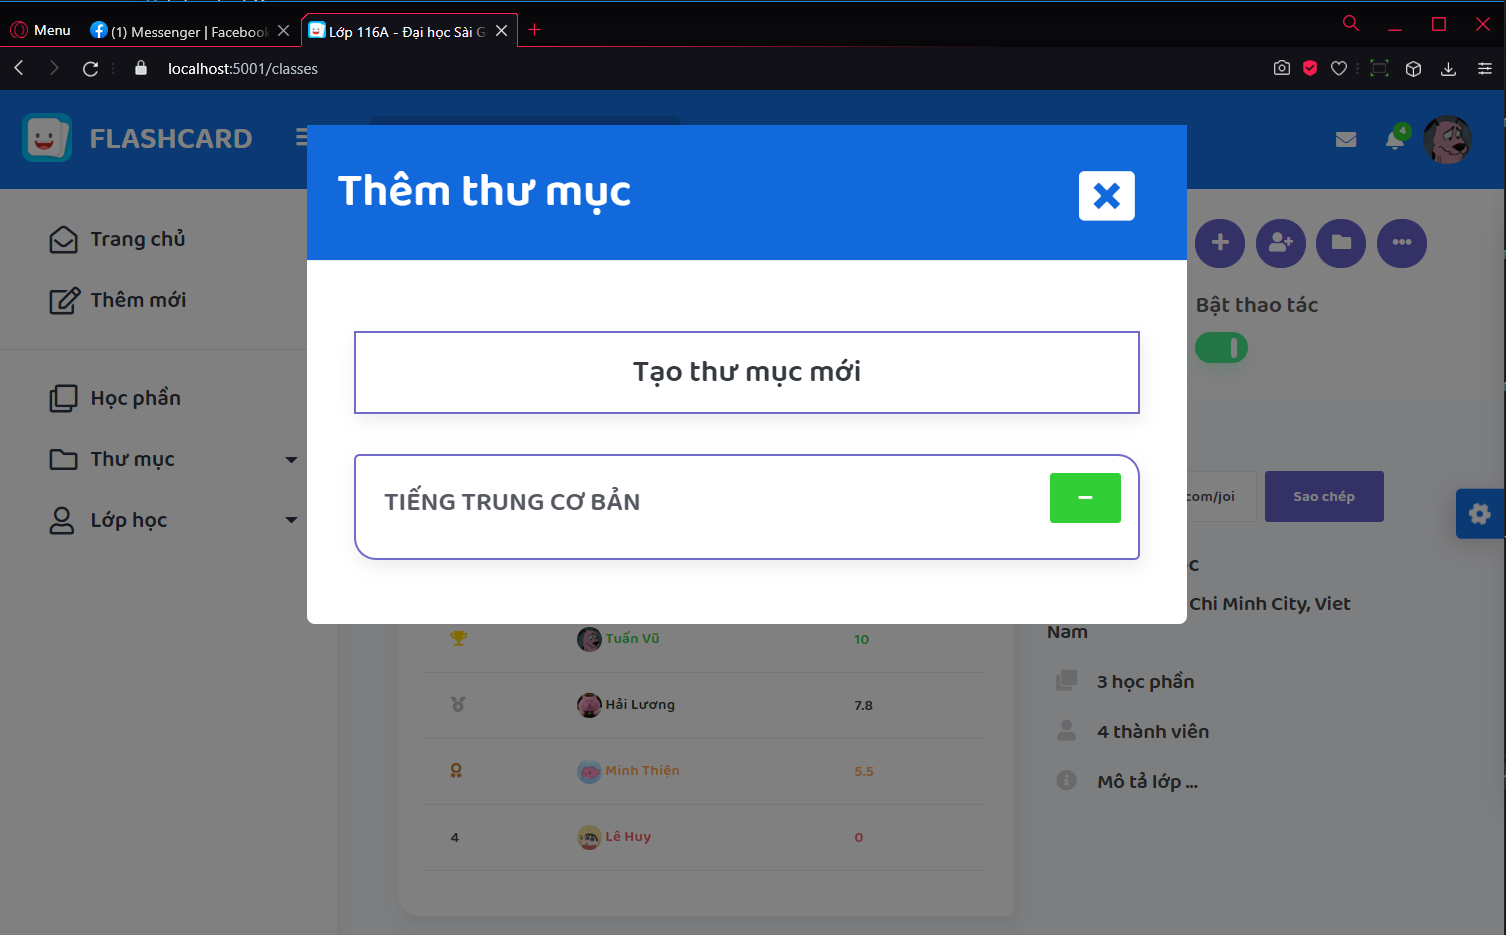 Menu
(1) Messenger | Facebook
Lớp 116A - Đại học Sài G
localhost:5001/classes
FLASHCARD
4
Thêm thư mục
Trang chủ
Thêm mới
Học phần
Thư mục
Lớp học
Tạo thư mục mới
TIẾNG TRUNG CƠ BẢN
Bật thao tác
com/joi
Sao chép
Chi Minh City, Viet
Nam
3 học phần
4 thành viên
Mô tả lớp ...
Tuấn Vũ 10
Hải Lương 7.8
Minh Thiện 5.5
4 Lê Huy 0